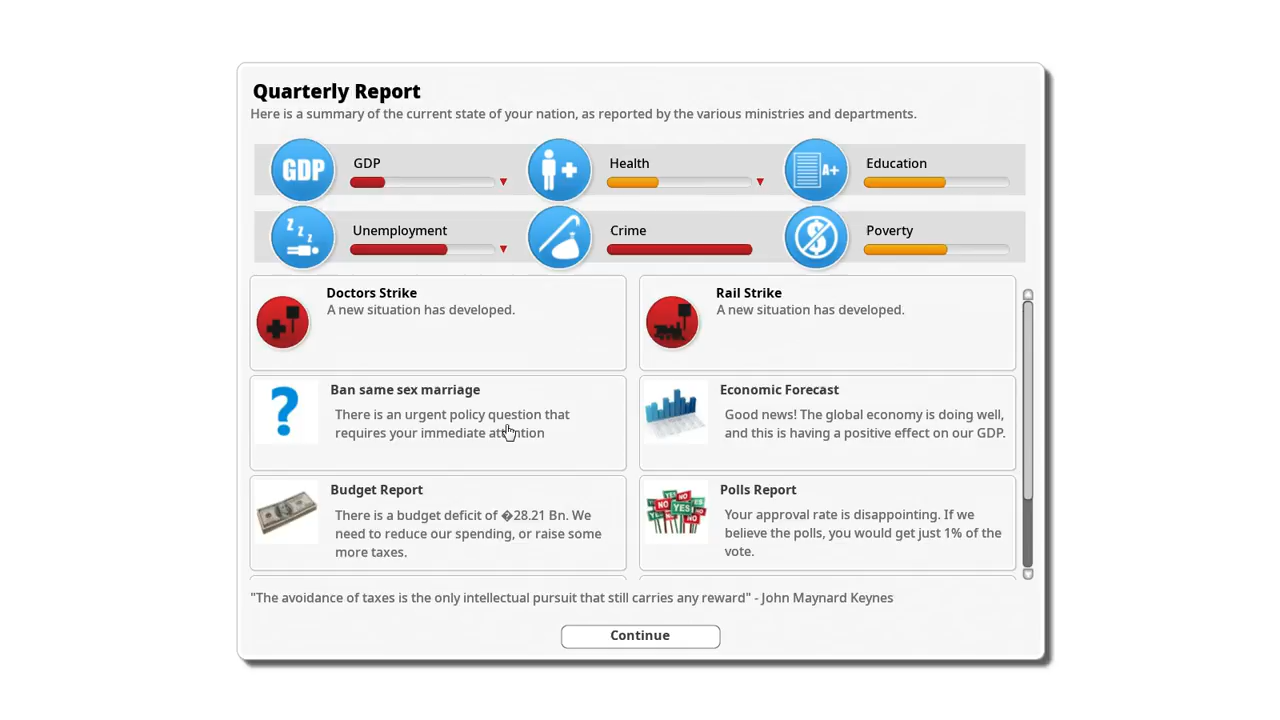 Quarterly Report
Here is a summary of the current state of your nation, as reported by the various ministries and departments.
GDP
GDP
Health
A+
Education
Z Z Z
Unemployment
Crime
$
Poverty
Doctors Strike
A new situation has developed.
Rail Strike
A new situation has developed.
Ban same sex marriage
There is an urgent policy question that
requires your immediate attention
Economic Forecast
Good news! The global economy is doing well,
and this is having a positive effect on our GDP.
Budget Report
There is a budget deficit of �28.21 Bn. We
need to reduce our spending, or raise some
more taxes.
YES NO
NO YES NO
Polls Report
Your approval rate is disappointing. If we
believe the polls, you would get just 1% of the
vote.
"The avoidance of taxes is the only intellectual pursuit that still carries any reward" - John Maynard Keynes
Continue